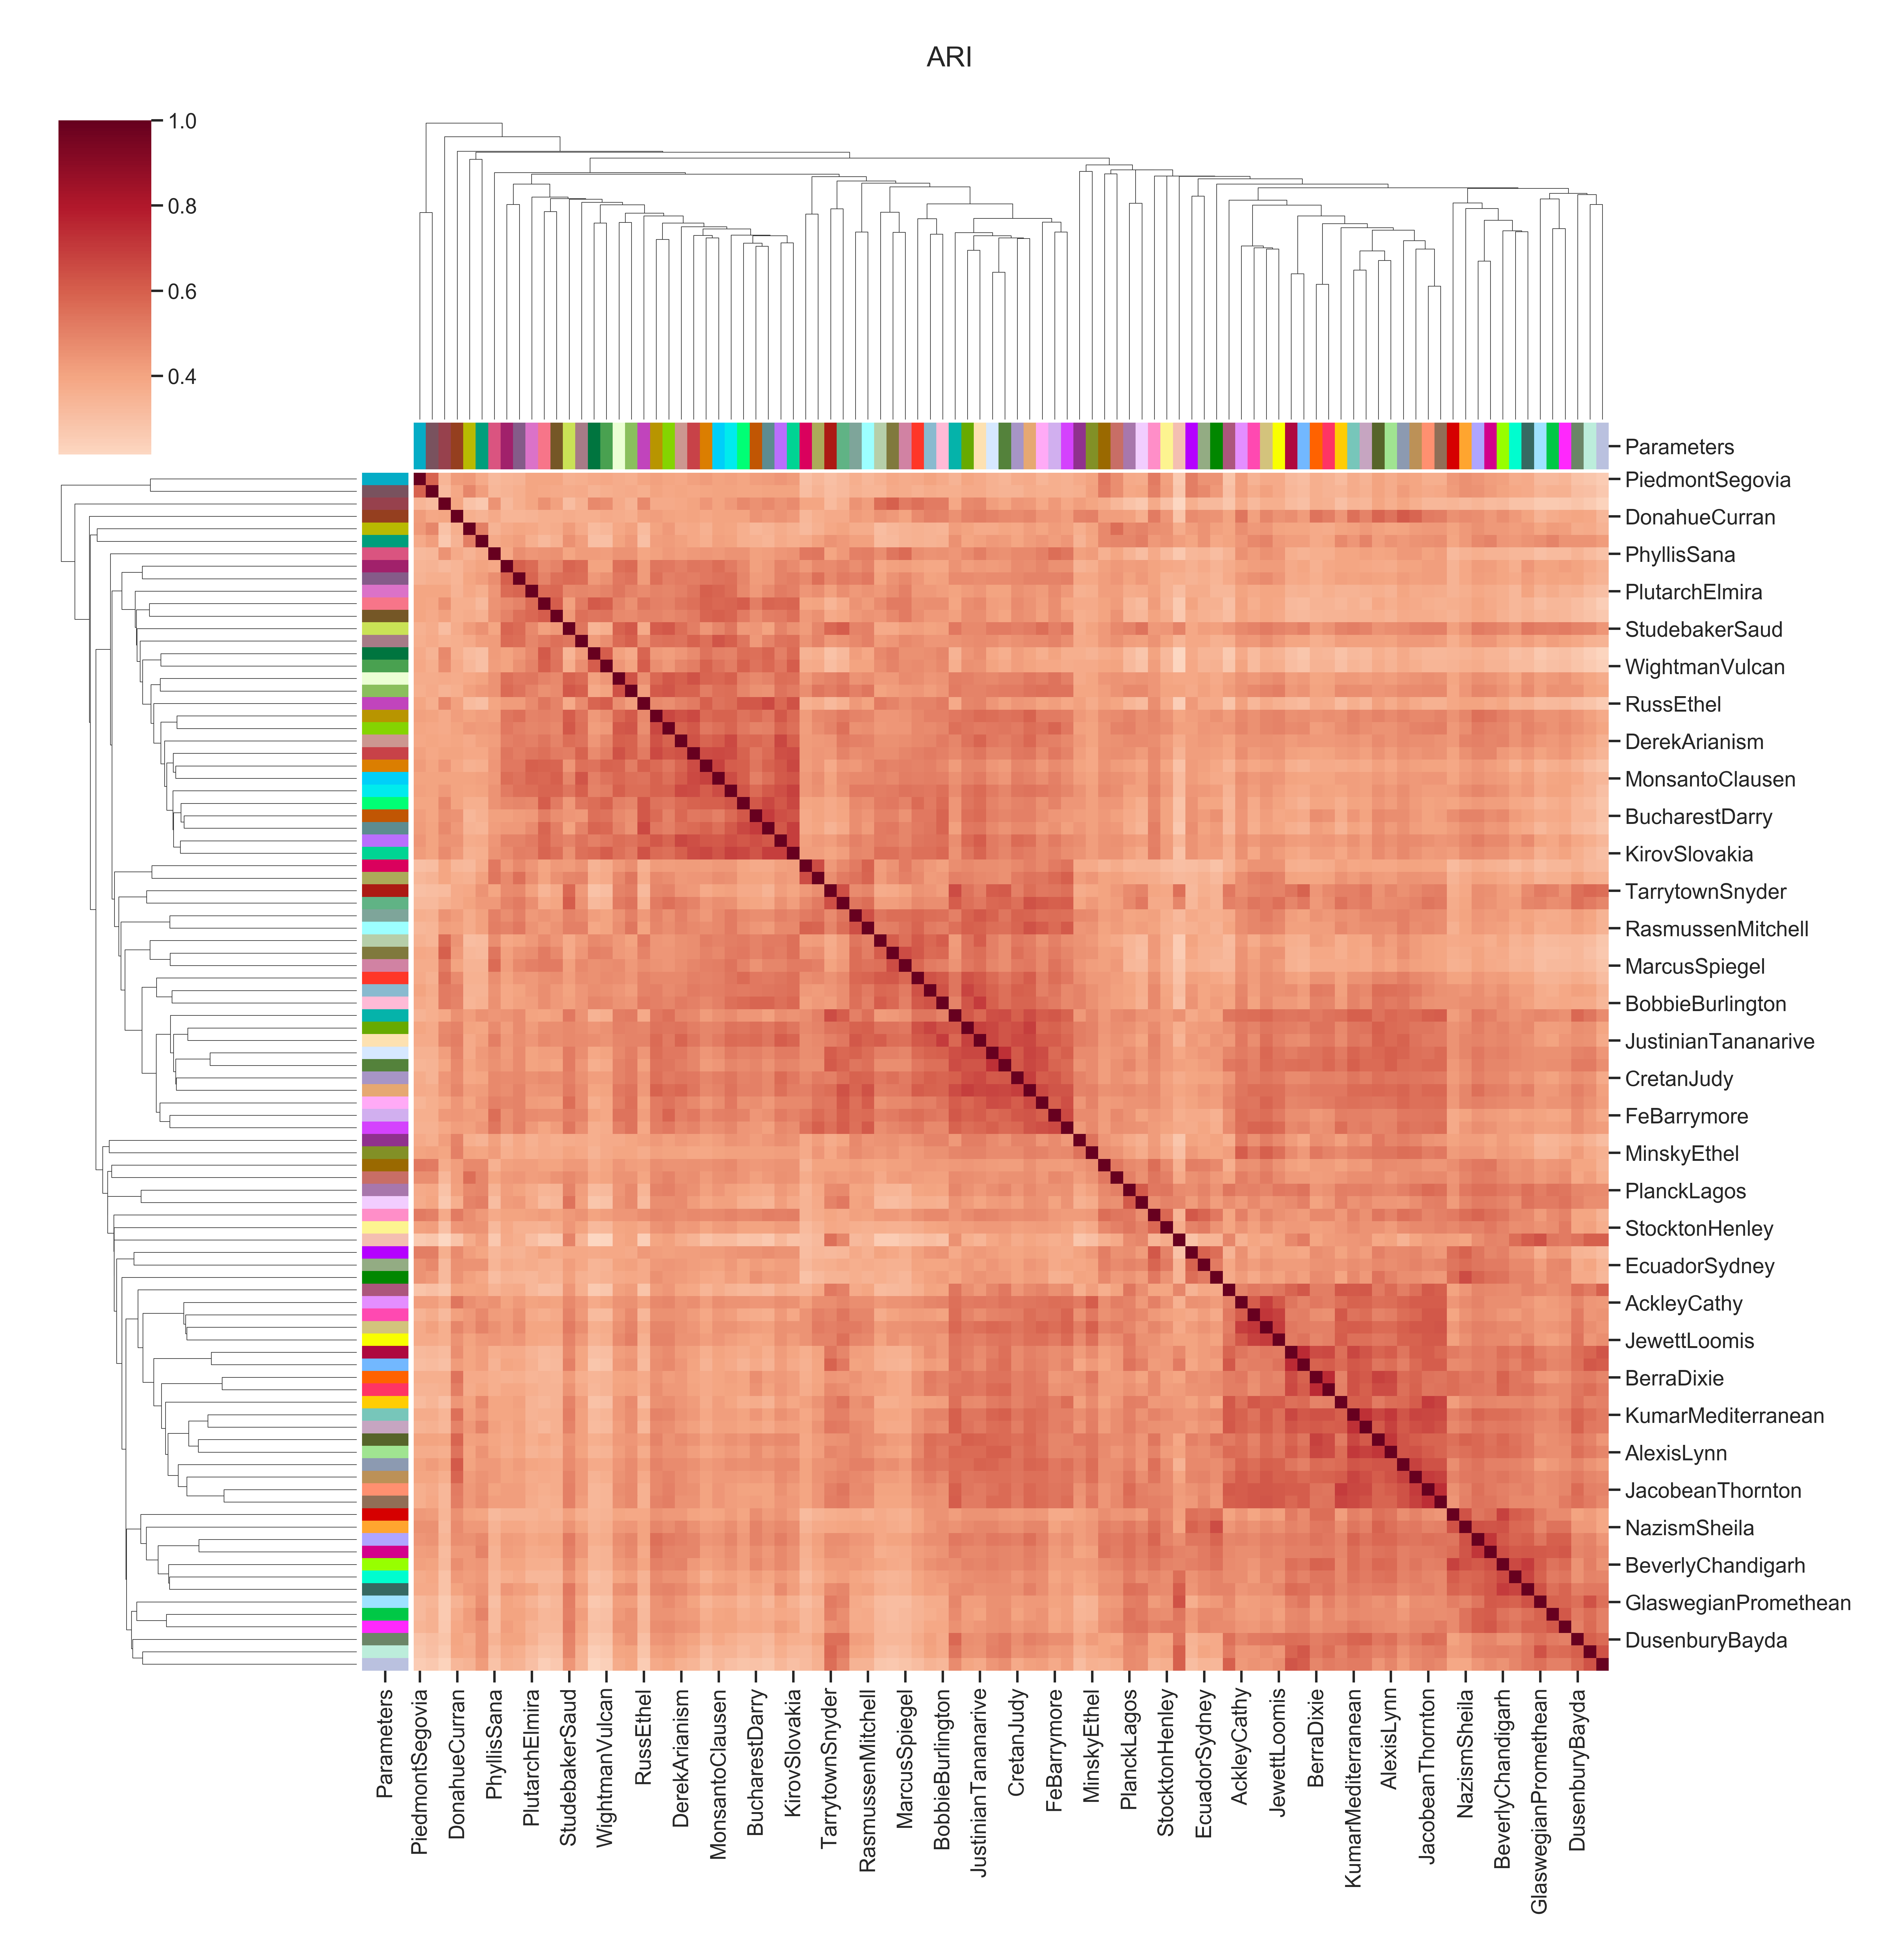 ARI
1.0
0.8
0.6
0.4
Parameters
PiedmontSegovia
DonahueCurran
PhyllisSana
PlutarchElmira
StudebakerSaud
WightmanVulcan
RussEthel
DerekArianism
MonsantoClausen
BucharestDarry
KirovSlovakia
TarrytownSnyder
RasmussenMitchell
MarcusSpiegel
BobbieBurlington
JustinianTananarive
CretanJudy
FeBarrymore
MinskyEthel
PlanckLagos
StocktonHenley
EcuadorSydney
AckleyCathy
JewettLoomis
BerraDixie
KumarMediterranean
AlexisLynn
JacobeanThornton
NazismSheila
BeverlyChandigarh
GlaswegianPromethean
DusenburyBayda
Parameters
PiedmontSegovia
DonahueCurran
PhyllisSana
PlutarchElmira
StudebakerSaud
WightmanVulcan
RussEthel
DerekArianism
MonsantoClausen
BucharestDarry
KirovSlovakia
TarrytownSnyder
RasmussenMitchell
MarcusSpiegel
BobbieBurlington
JustinianTananarive
CretanJudy
FeBarrymore
MinskyEthel
PlanckLagos
StocktonHenley
EcuadorSydney
AckleyCathy
JewettLoomis
BerraDixie
KumarMediterranean
AlexisLynn
JacobeanThornton
NazismSheila
BeverlyChandigarh
GlaswegianPromethean
DusenburyBayda